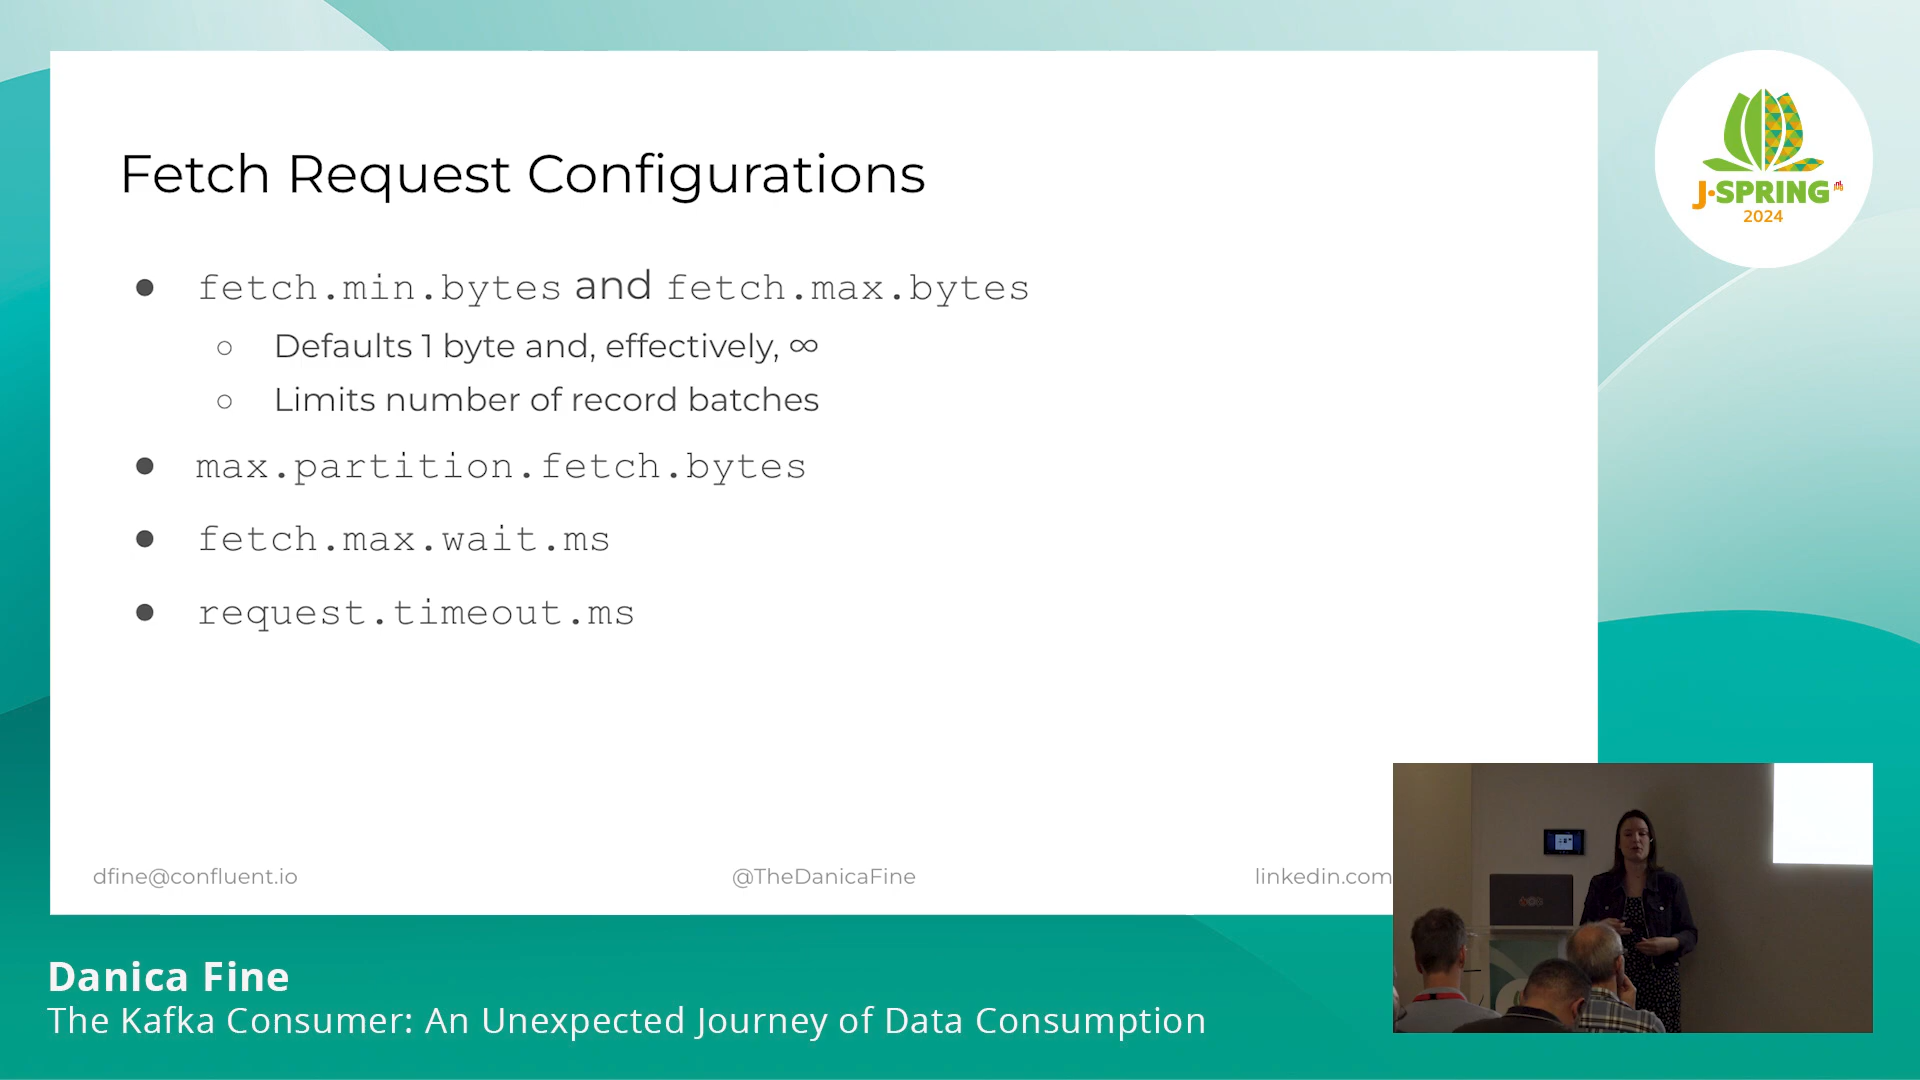 Fetch Request Configurations
● fetch.min.bytes and fetch.max.bytes
○ Defaults 1 byte and, effectively, ∞
○ Limits number of record batches
● max.partition.fetch.bytes
● fetch.max.wait.ms
● request.timeout.ms
dfine@confluent.io
@TheDanicaFine
linkedin.com
J-SPRING
2024
Danica Fine
The Kafka Consumer: An Unexpected Journey of Data Consumption